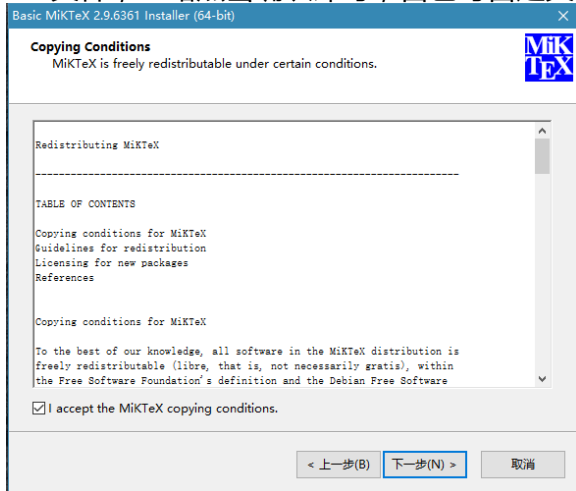 Basic MiKTeX 2.9.6361 Installer (64-bit)
Copying Conditions
MiKTeX is freely redistributable under certain conditions.
MiK
TEX
Redistributing MiKTeX
-----------------------------------------------------------------------
TABLE OF CONTENTS
Copying conditions for MiKTeX
Guidelines for redistribution
Licensing for new packages
References
Copying conditions for MiKTeX
To the best of our knowledge, all software in the MiKTeX distribution is
freely redistributable (libre, that is, not necessarily gratis), within
the Free Software Foundation's definition and the Debian Free Software
I accept the MiKTeX copying conditions.
< 上一步(B) 下一步(N) > 取消